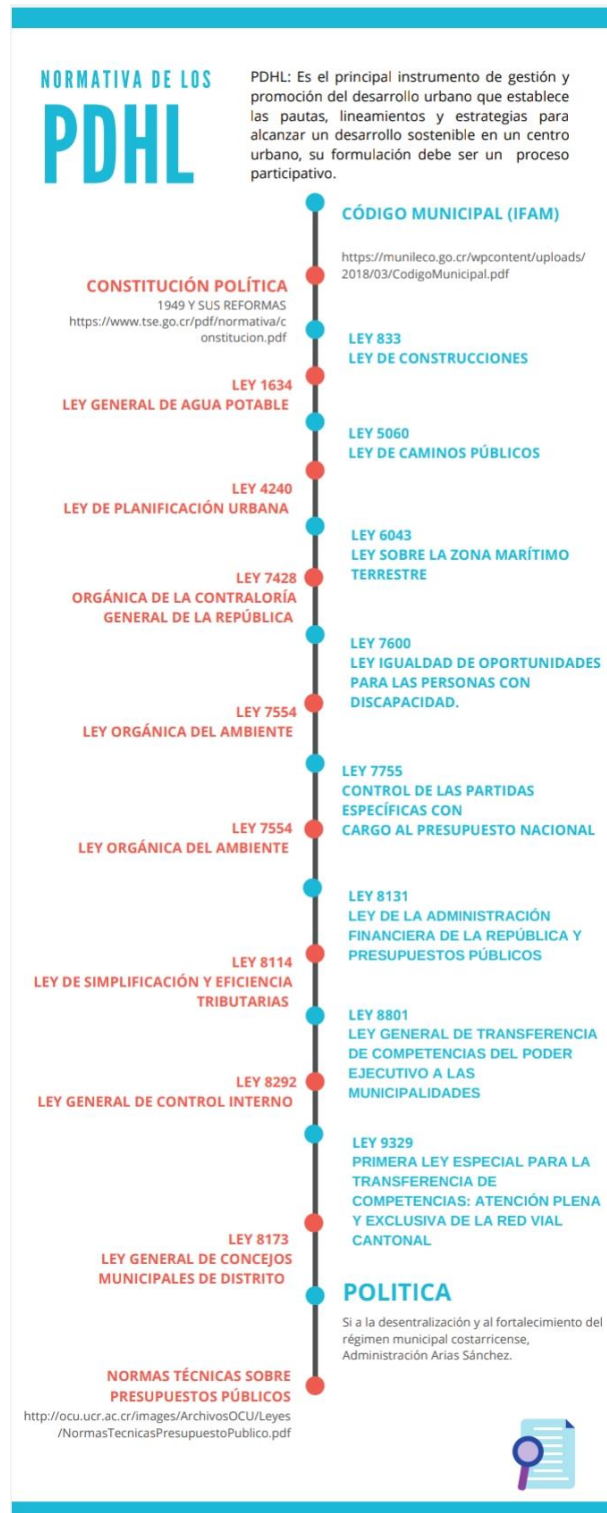 NORMATIVA DE LOS
PDHL
PDHL: Es el principal instrumento de gestión y
promoción del desarrollo urbano que establece
las pautas, lineamientos y estrategias para
alcanzar un desarrollo sostenible en un centro
urbano, su formulación debe ser un proceso
participativo.
CÓDIGO MUNICIPAL (IFAM)
https://munileco.go.cr/wpcontent/uploads/
2018/03/CodigoMunicipal.pdf
CONSTITUCIÓN POLÍTICA
1949 Y SUS REFORMAS
https://www.tse.go.cr/pdf/normativa/c
onstitucion.pdf
LEY 833
LEY DE CONSTRUCCIONES
LEY 1634
LEY GENERAL DE AGUA POTABLE
LEY 5060
LEY DE CAMINOS PÚBLICOS
LEY 4240
LEY DE PLANIFICACIÓN URBANA
LEY 6043
LEY SOBRE LA ZONA MARÍTIMO
TERRESTRE
LEY 7428
ORGÁNICA DE LA CONTRALORÍA
GENERAL DE LA REPÚBLICA
LEY 7600
LEY IGUALDAD DE OPORTUNIDADES
PARA LAS PERSONAS CON
DISCAPACIDAD.
LEY 7554
LEY ORGÁNICA DEL AMBIENTE
LEY 7755
CONTROL DE LAS PARTIDAS
ESPECÍFICAS CON
CARGO AL PRESUPUESTO NACIONAL
LEY 7554
LEY ORGÁNICA DEL AMBIENTE
LEY 8131
LEY DE LA ADMINISTRACIÓN
FINANCIERA DE LA REPÚBLICA Y
PRESUPUESTOS PÚBLICOS
LEY 8114
LEY DE SIMPLIFICACIÓN Y EFICIENCIA
TRIBUTARIAS
LEY 8801
LEY GENERAL DE TRANSFERENCIA
DE COMPETENCIAS DEL PODER
EJECUTIVO A LAS
MUNICIPALIDADES
LEY 8292
LEY GENERAL DE CONTROL INTERNO
LEY 9329
PRIMERA LEY ESPECIAL PARA LA
TRANSFERENCIA DE
COMPETENCIAS: ATENCIÓN PLENA
Y EXCLUSIVA DE LA RED VIAL
CANTONAL
LEY 8173
LEY GENERAL DE CONCEJOS
MUNICIPALES DE DISTRITO
POLITICA
Si a la desentralización y al fortalecimiento del
régimen municipal costarricense,
Administración Arias Sánchez.
NORMAS TÉCNICAS SOBRE
PRESUPUESTOS PÚBLICOS
http://ocu.ucr.ac.cr/images/ArchivosOCU/Leyes
/NormasTecnicasPresupuestoPublico.pdf